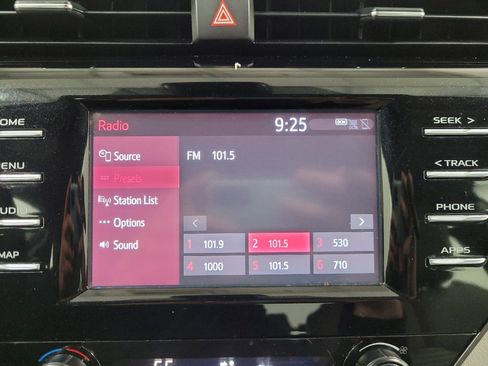 Radio 9:25 DCM
HOME SEEK >
Source FM 101.5
MENU < TRACK
Presets
Station List
AUDIO PHONE
Options < >
Sound 1 101.9 2 101.5 3 530
MAP APPS
4 1000 5 101.5 6 710